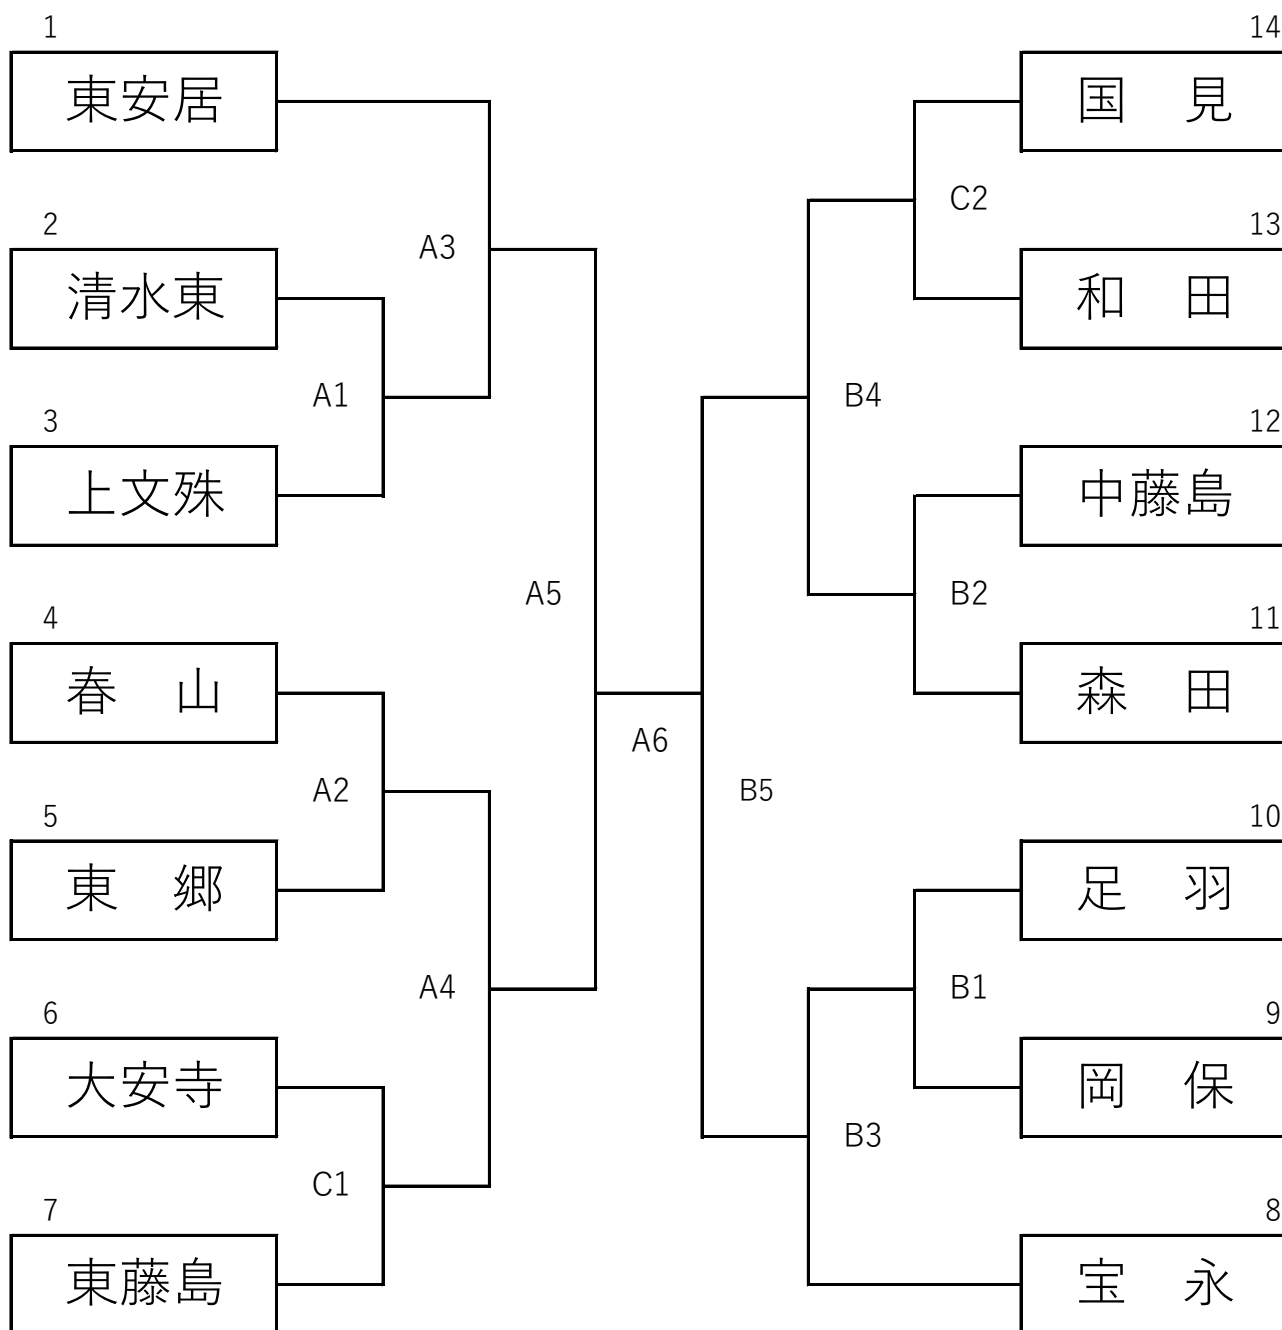 1
東安居
2
清水東
3
上文殊
4
春　山
5
東　郷
6
大安寺
7
東藤島
A1
A2
C1
A3
A4
A5
A6
B5
B4
B3
C2
B2
B1
14
国　見
13
和　田
12
中藤島
11
森　田
10
足　羽
9
岡　保
8
宝　永